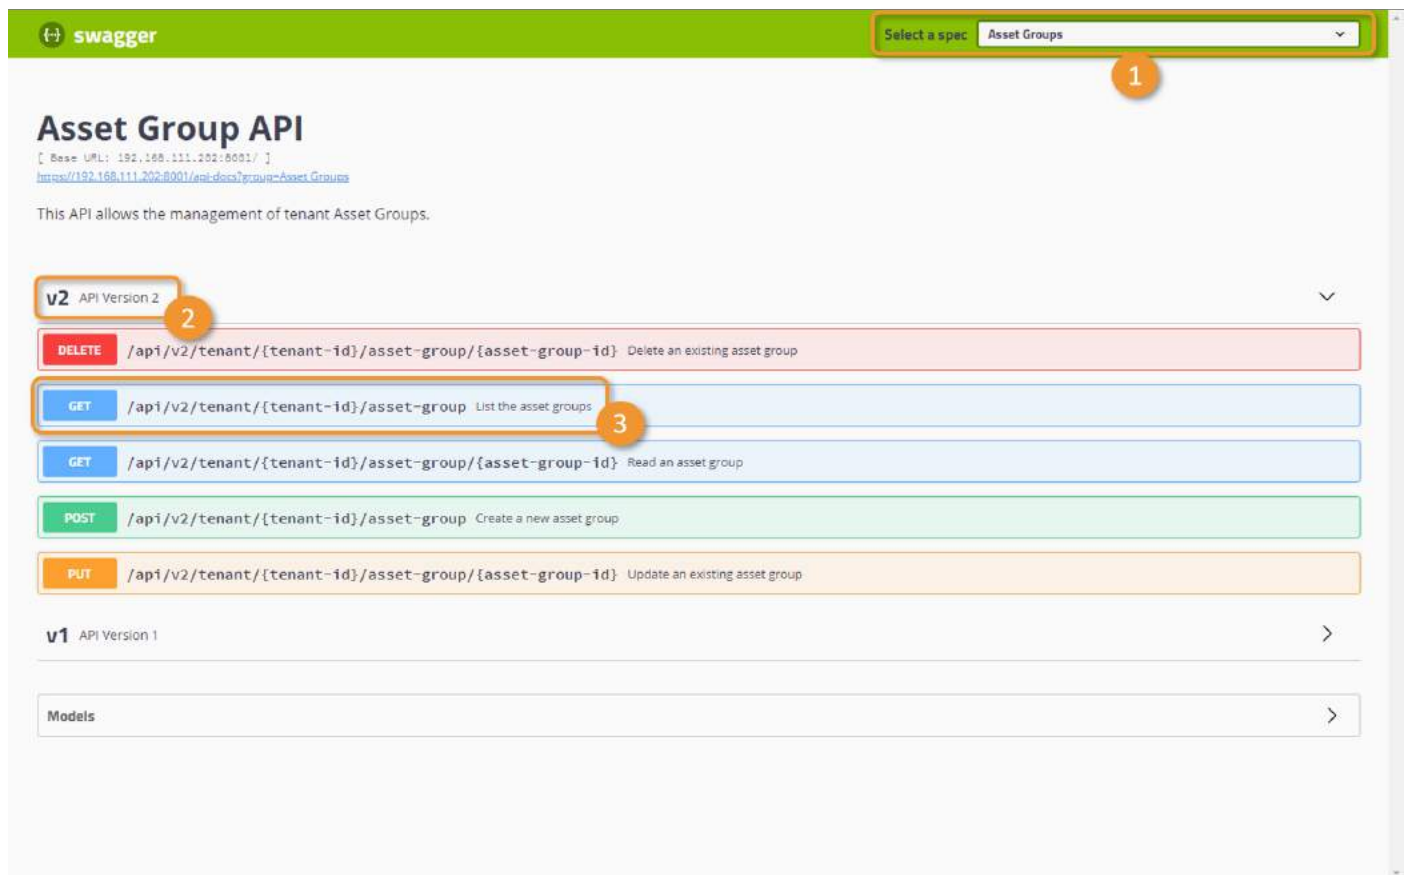 {··} swagger
Select a spec Asset Groups
1
Asset Group API
[ Base URL: 192.168.111.202:8001/ ]
https://192.168.111.202:8001/api-docs?group=Asset Groups
This API allows the management of tenant Asset Groups.
v2 API Version 2
2
DELETE /api/v2/tenant/{tenant-id}/asset-group/{asset-group-id} Delete an existing asset group
GET /api/v2/tenant/{tenant-id}/asset-group List the asset groups
3
GET /api/v2/tenant/{tenant-id}/asset-group/{asset-group-id} Read an asset group
POST /api/v2/tenant/{tenant-id}/asset-group Create a new asset group
PUT /api/v2/tenant/{tenant-id}/asset-group/{asset-group-id} Update an existing asset group
v1 API Version 1
Models